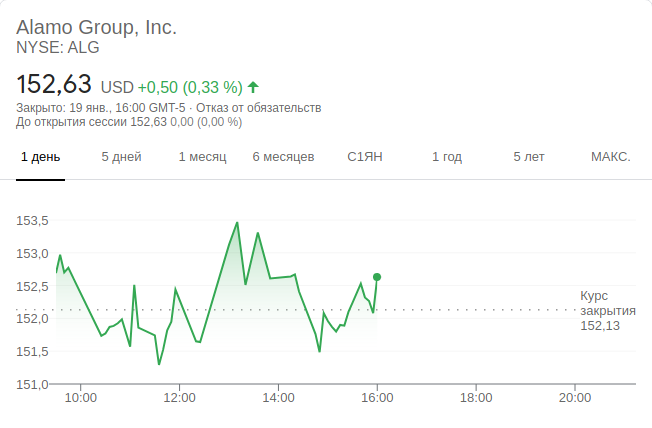 Alamo Group, Inc.
NYSE: ALG
152,63 USD +0,50 (0,33 %)
Закрыто: 19 янв., 16:00 GMT-5 · Отказ от обязательств
До открытия сессии 152,63 0,00 (0,00 %)
1 день 5 дней 1 месяц 6 месяцев С1ЯН 1 год 5 лет МАКС.
153,5
153,0
152,5
152,0
151,5
151,0
Курс
закрытия
152,13
10:00 12:00 14:00 16:00 18:00 20:00